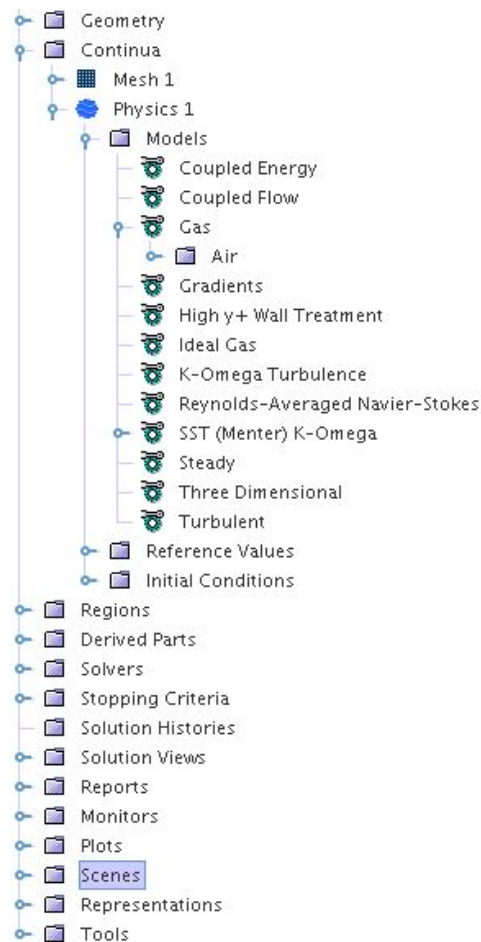 Geometry
Continua
Mesh 1
Physics 1
Models
Coupled Energy
Coupled Flow
Gas
Air
Gradients
High y+ Wall Treatment
Ideal Gas
K-Omega Turbulence
Reynolds-Averaged Navier-Stokes
SST (Menter) K-Omega
Steady
Three Dimensional
Turbulent
Reference Values
Initial Conditions
Regions
Derived Parts
Solvers
Stopping Criteria
Solution Histories
Solution Views
Reports
Monitors
Plots
Scenes
Representations
Tools